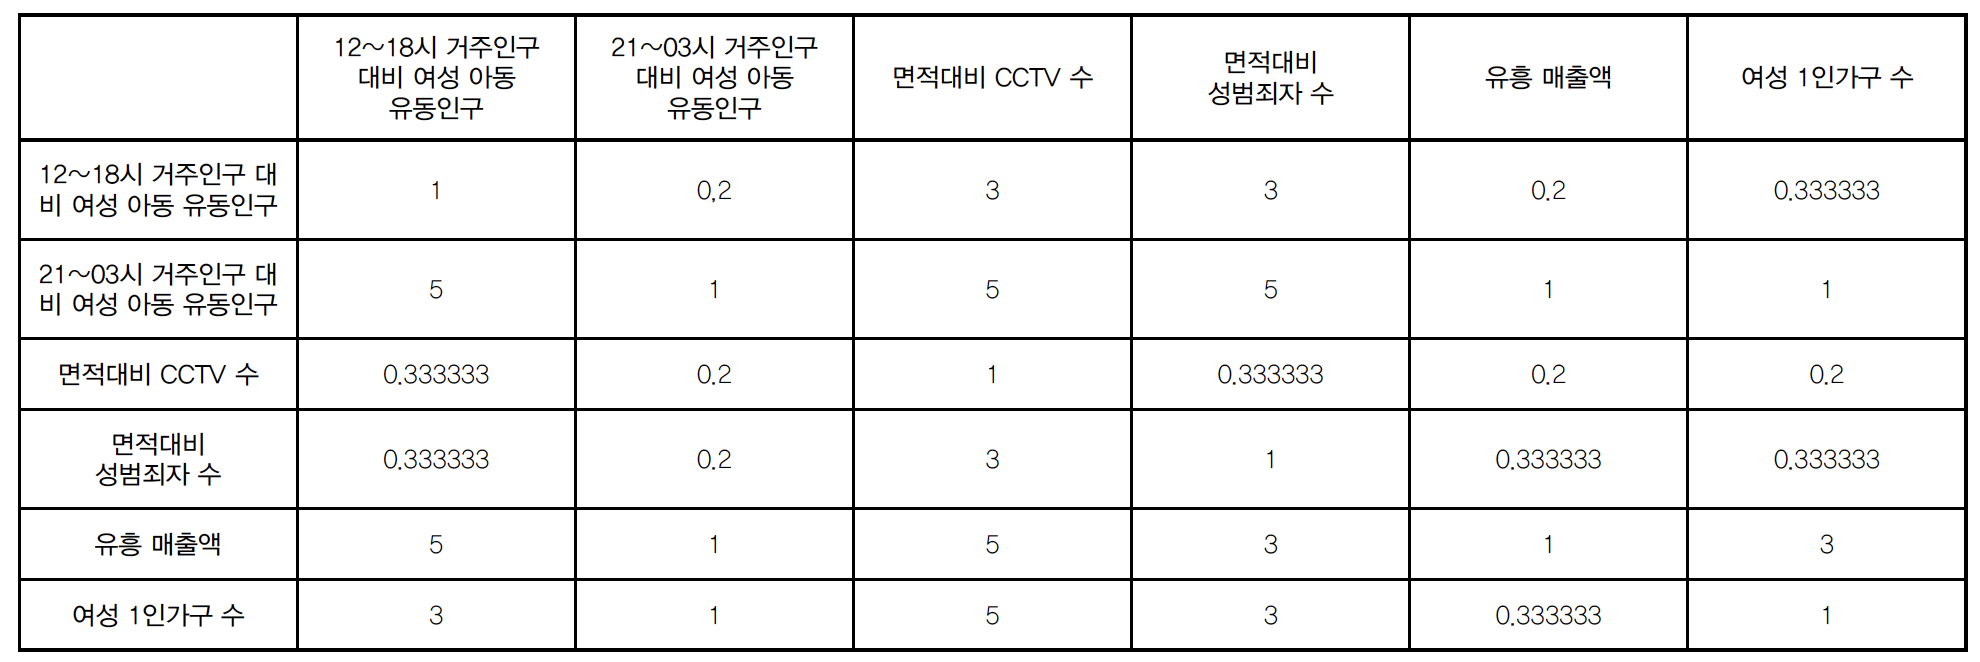 12~18시 거주인구
대비 여성 아동
유동인구
21~03시 거주인구
대비 여성 아동
유동인구
면적대비 CCTV 수
면적대비
성범죄자 수
유흥 매출액
여성 1인가구 수
12~18시 거주인구 대
비 여성 아동 유동인구
1
0.2
3
3
0.2
0.333333
21~03시 거주인구 대
비 여성 아동 유동인구
5
1
5
5
1
1
면적대비 CCTV 수
0.333333
0.2
1
0.333333
0.2
0.2
면적대비
성범죄자 수
0.333333
0.2
3
1
0.333333
0.333333
유흥 매출액
5
1
5
3
1
3
여성 1인가구 수
3
1
5
3
0.333333
1